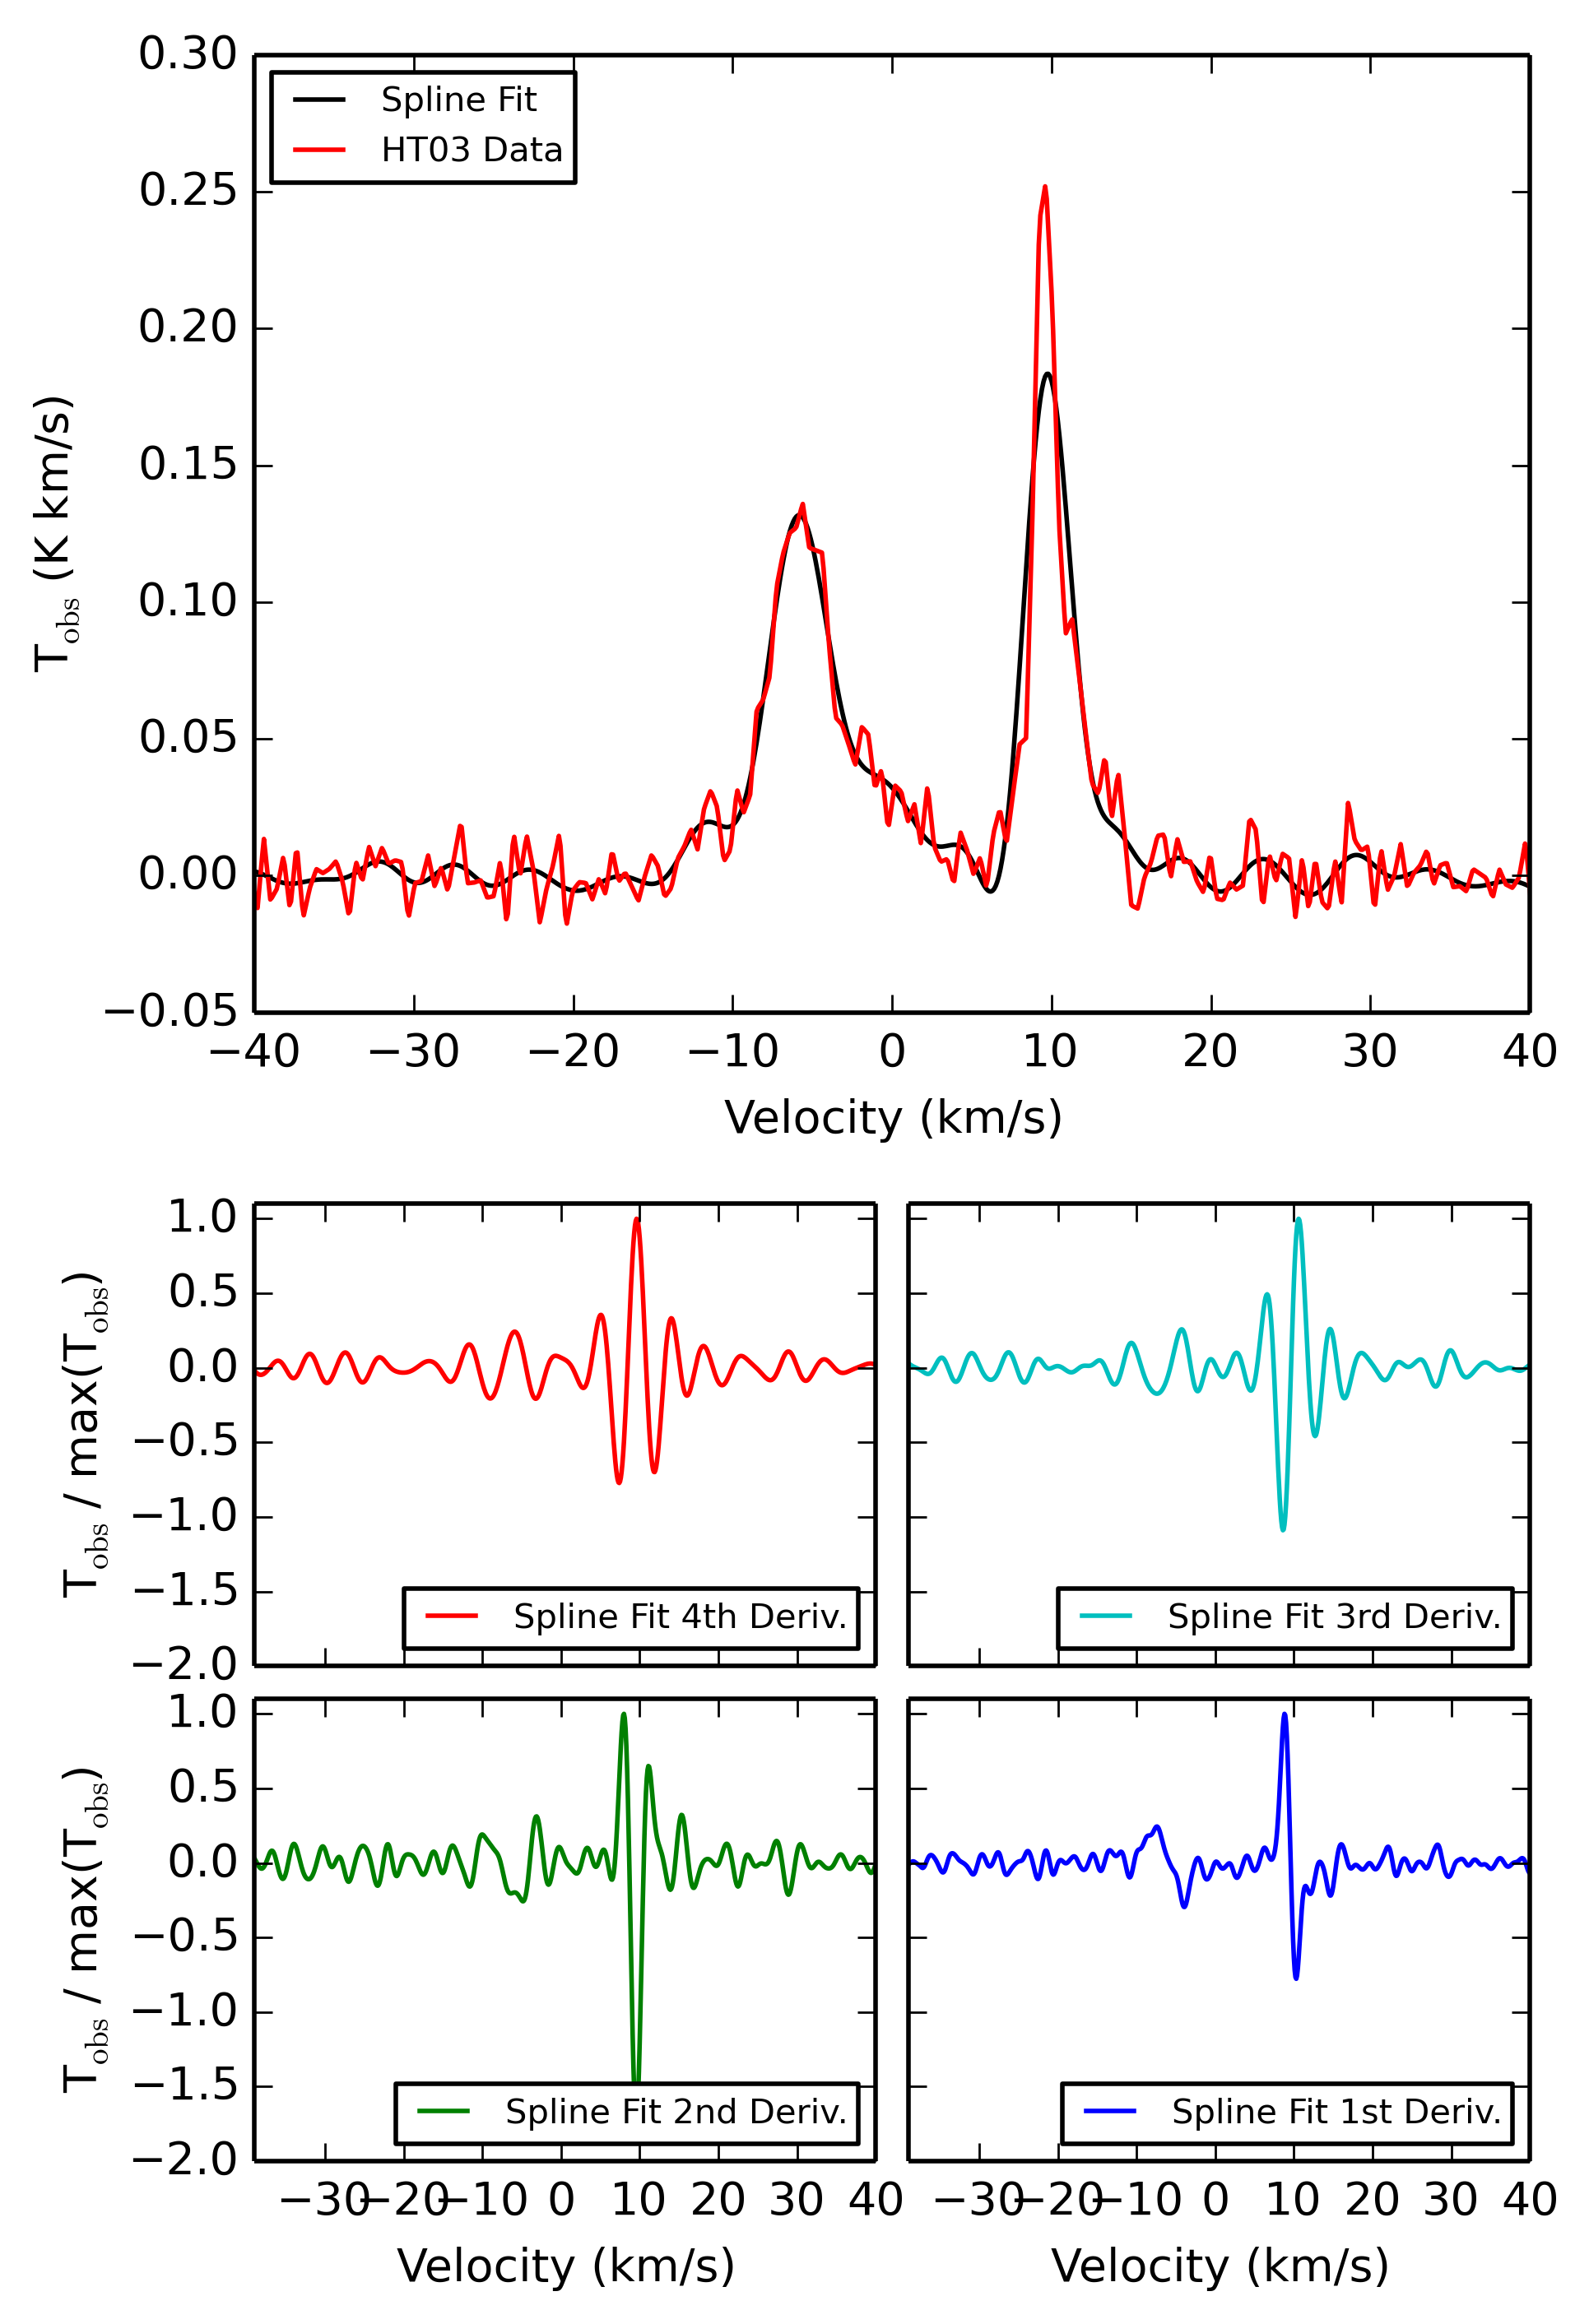 0.30
Spline Fit
HT03 Data
0.25
0.20
0.15
0.10
0.05
0.00
−0.05
T_obs (K km/s)
−40 −30 −20 −10 0 10 20 30 40
Velocity (km/s)
1.0
0.5
0.0
−0.5
−1.0
−1.5
−2.0
T_obs / max(T_obs)
Spline Fit 4th Deriv.
Spline Fit 3rd Deriv.
1.0
0.5
0.0
−0.5
−1.0
−1.5
−2.0
T_obs / max(T_obs)
Spline Fit 2nd Deriv.
Spline Fit 1st Deriv.
−30 −20 −10 0 10 20 30 40
−30 −20 −10 0 10 20 30 40
Velocity (km/s)
Velocity (km/s)